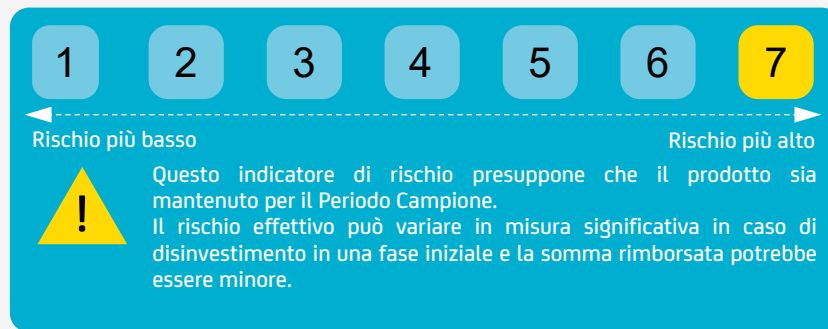 1 2 3 4 5 6 7
Rischio più basso Rischio più alto
! Questo indicatore di rischio presuppone che il prodotto sia
mantenuto per il Periodo Campione.
Il rischio effettivo può variare in misura significativa in caso di
disinvestimento in una fase iniziale e la somma rimborsata potrebbe
essere minore.